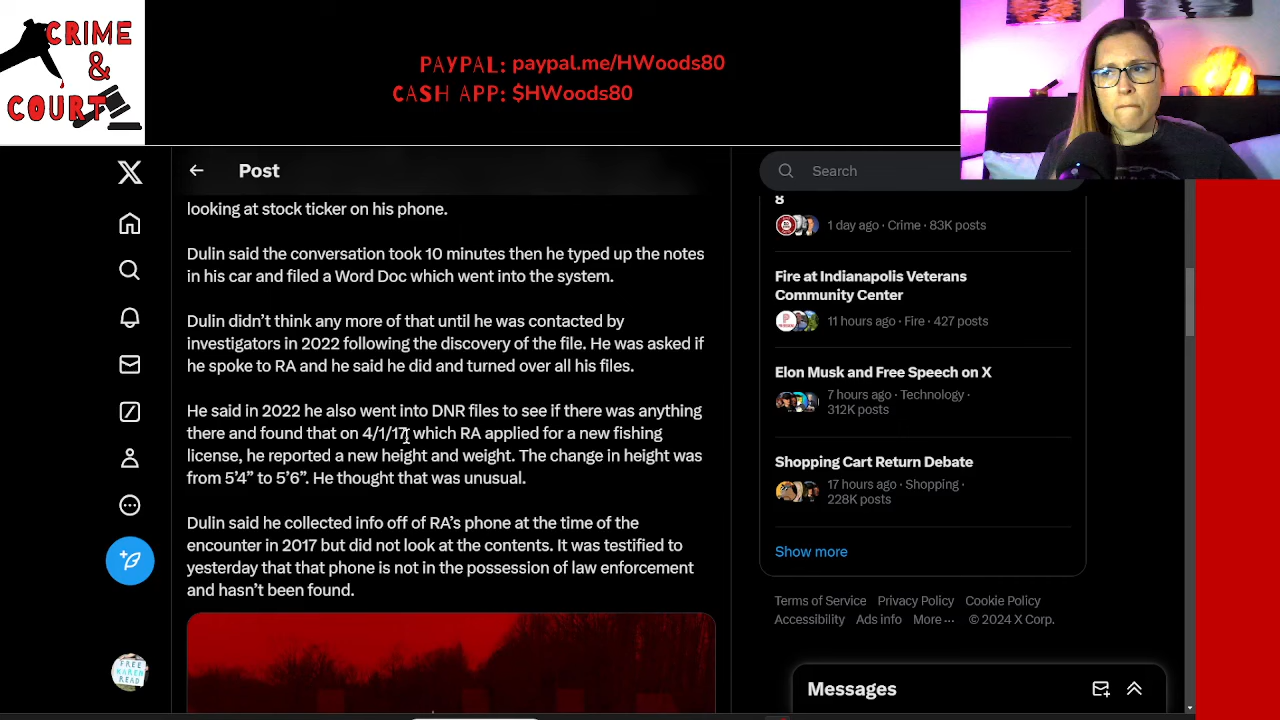 CRIME
&
COURT
PAYPAL: paypal.me/HWoods80
CASH APP: $HWoods80
Post
Search
looking at stock ticker on his phone.
Dulin said the conversation took 10 minutes then he typed up the notes
in his car and filed a Word Doc which went into the system.
Dulin didn’t think any more of that until he was contacted by
investigators in 2022 following the discovery of the file. He was asked if
he spoke to RA and he said he did and turned over all his files.
He said in 2022 he also went into DNR files to see if there was anything
there and found that on 4/1/17 which RA applied for a new fishing
license, he reported a new height and weight. The change in height was
from 5’4” to 5’6”. He thought that was unusual.
Dulin said he collected info off of RA’s phone at the time of the
encounter in 2017 but did not look at the contents. It was testified to
yesterday that that phone is not in the possession of law enforcement
and hasn’t been found.
8
1 day ago · Crime · 83K posts
Fire at Indianapolis Veterans
Community Center
11 hours ago · Fire · 427 posts
Elon Musk and Free Speech on X
7 hours ago · Technology ·
312K posts
Shopping Cart Return Debate
17 hours ago · Shopping ·
228K posts
Show more
Terms of Service Privacy Policy Cookie Policy
Accessibility Ads info More ··· © 2024 X Corp.
Messages
FREE
KAREN
READ